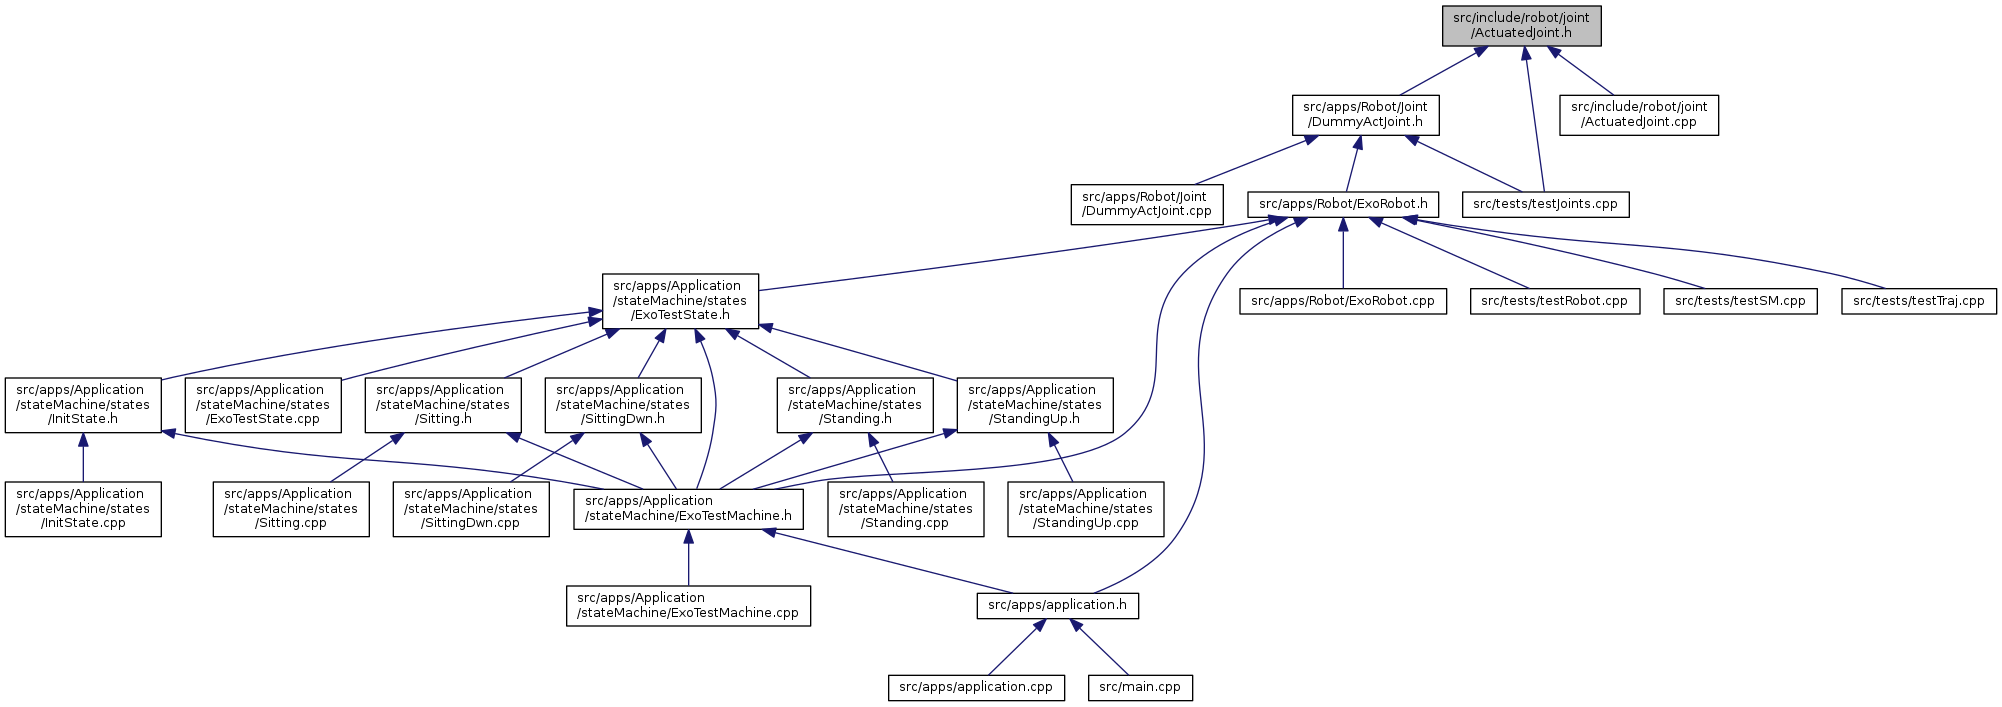 src/include/robot/joint
/ActuatedJoint.h
src/apps/Robot/Joint
/DummyActJoint.h
src/include/robot/joint
/ActuatedJoint.cpp
src/apps/Robot/Joint
/DummyActJoint.cpp
src/apps/Robot/ExoRobot.h
src/tests/testJoints.cpp
src/apps/Application
/stateMachine/states
/ExoTestState.h
src/apps/Robot/ExoRobot.cpp
src/tests/testRobot.cpp
src/tests/testSM.cpp
src/tests/testTraj.cpp
src/apps/Application
/stateMachine/states
/InitState.h
src/apps/Application
/stateMachine/states
/ExoTestState.cpp
src/apps/Application
/stateMachine/states
/Sitting.h
src/apps/Application
/stateMachine/states
/SittingDwn.h
src/apps/Application
/stateMachine/states
/Standing.h
src/apps/Application
/stateMachine/states
/StandingUp.h
src/apps/Application
/stateMachine/states
/InitState.cpp
src/apps/Application
/stateMachine/states
/Sitting.cpp
src/apps/Application
/stateMachine/states
/SittingDwn.cpp
src/apps/Application
/stateMachine/ExoTestMachine.h
src/apps/Application
/stateMachine/states
/Standing.cpp
src/apps/Application
/stateMachine/states
/StandingUp.cpp
src/apps/Application
/stateMachine/ExoTestMachine.cpp
src/apps/application.h
src/apps/application.cpp
src/main.cpp